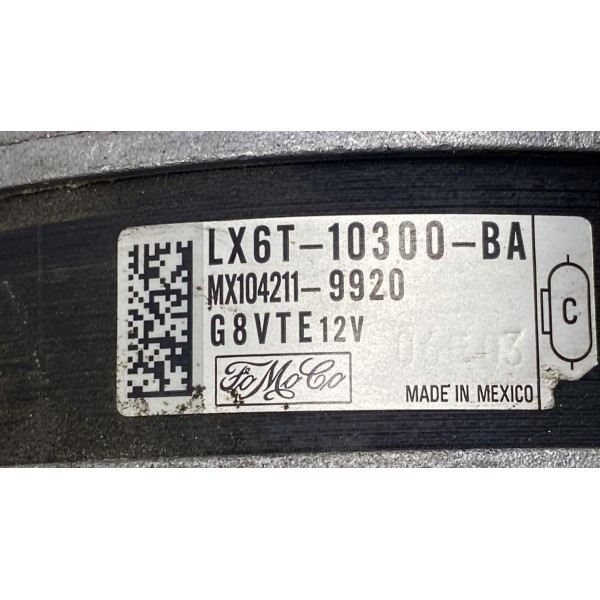 LX6T-10300-BA
MX104211-9920
G8VTE12V
C
FoMoCo
MADE IN MEXICO